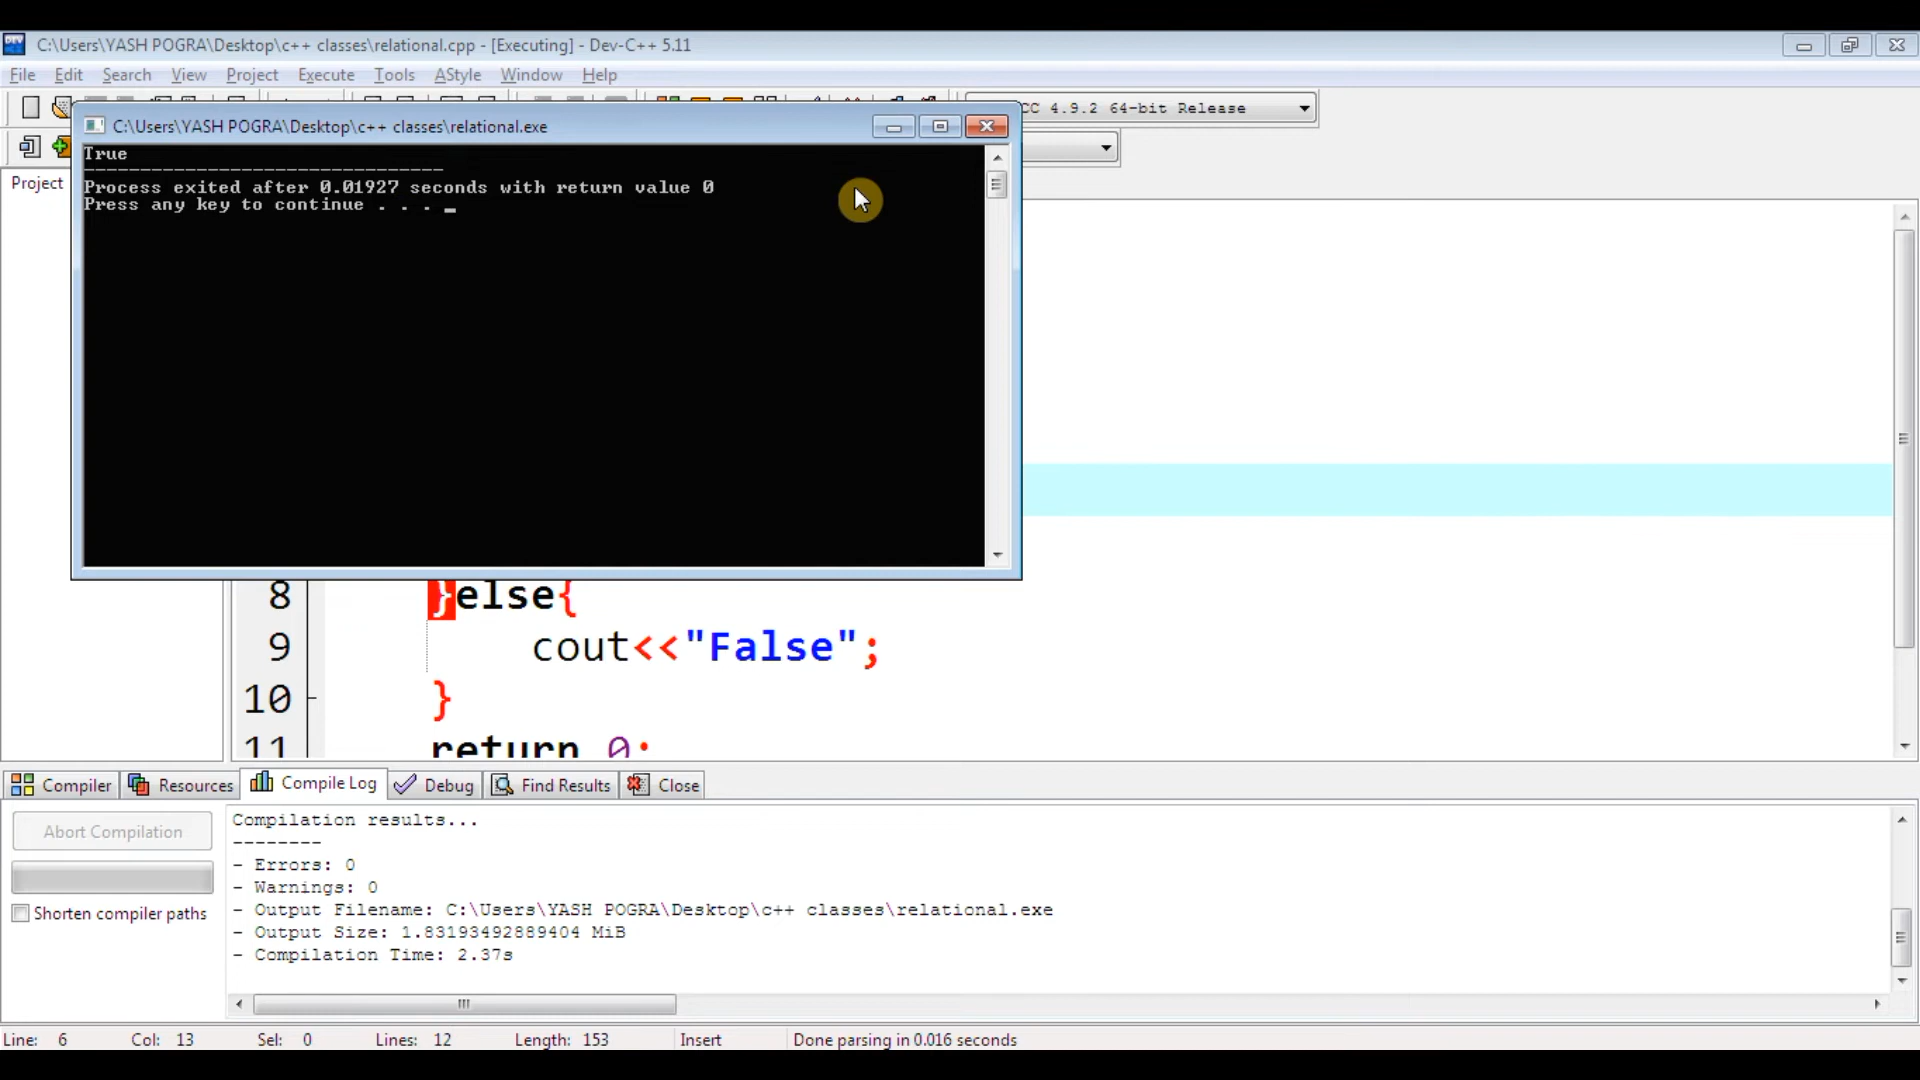 C:\Users\YASH POGRA\Desktop\c++ classes\relational.cpp - [Executing] - Dev-C++ 5.11
File Edit Search View Project Execute Tools AStyle Window Help
CC 4.9.2 64-bit Release
C:\Users\YASH POGRA\Desktop\c++ classes\relational.exe
True
--------------------------------
Process exited after 0.01927 seconds with return value 0
Press any key to continue . . . _
Project
8 }else{
9 cout<<"False";
10 }
11 return 0;
Compiler Resources Compile Log Debug Find Results Close
Abort Compilation
Shorten compiler paths
Compilation results...
--------
- Errors: 0
- Warnings: 0
- Output Filename: C:\Users\YASH POGRA\Desktop\c++ classes\relational.exe
- Output Size: 1.83193492889404 MiB
- Compilation Time: 2.37s
Line: 6 Col: 13 Sel: 0 Lines: 12 Length: 153 Insert Done parsing in 0.016 seconds